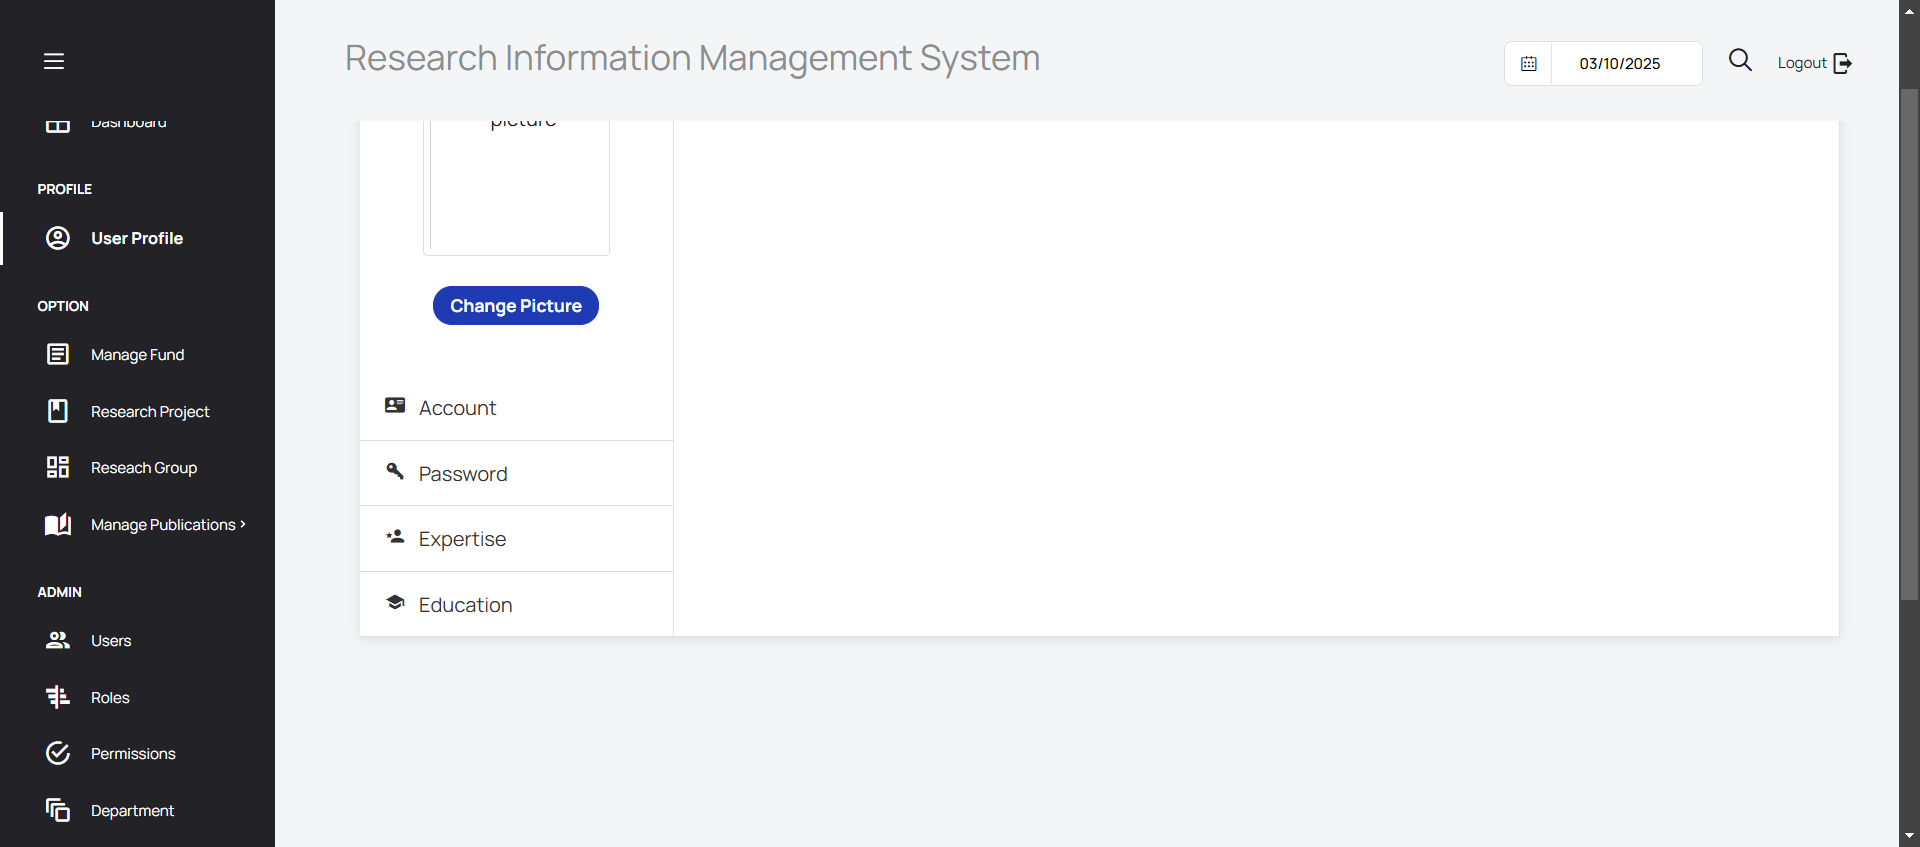 Research Information Management System
03/10/2025
Logout
Dashboard
PROFILE
User Profile
OPTION
Manage Fund
Research Project
Reseach Group
Manage Publications
ADMIN
Users
Roles
Permissions
Department
picture
Change Picture
Account
Password
Expertise
Education